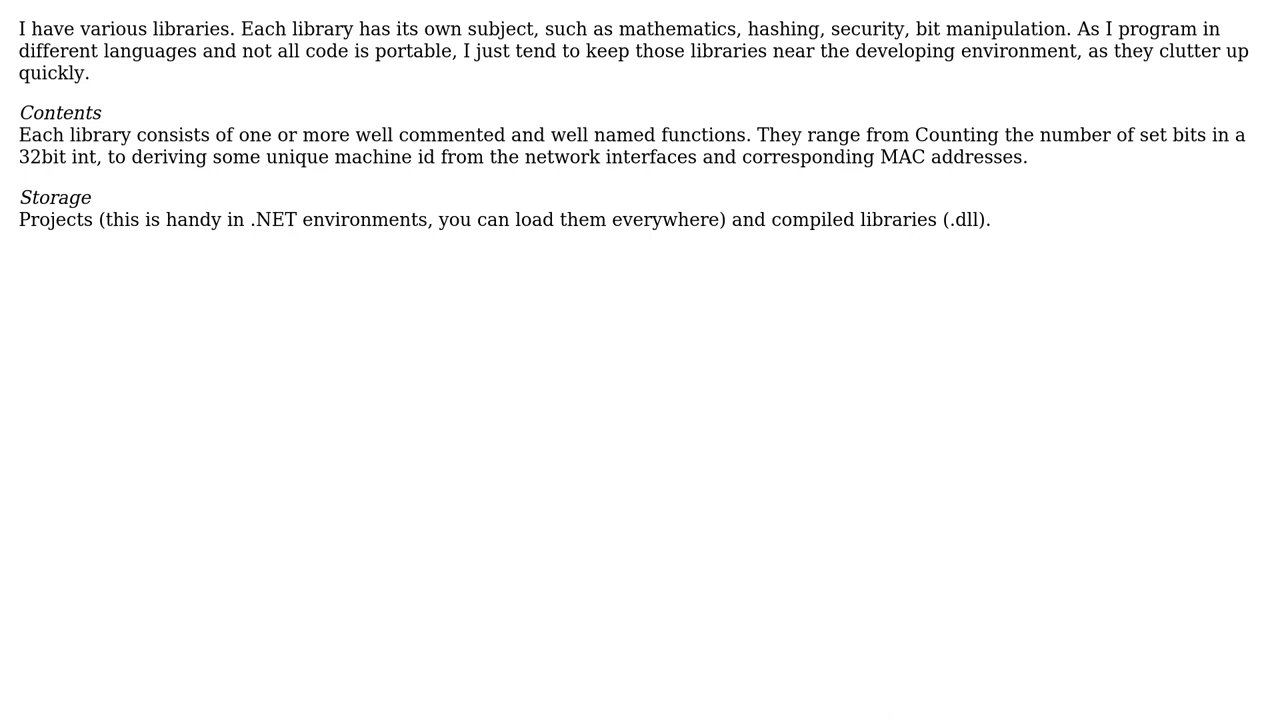 I have various libraries. Each library has its own subject, such as mathematics, hashing, security, bit manipulation. As I program in
different languages and not all code is portable, I just tend to keep those libraries near the developing environment, as they clutter up
quickly.
Contents
Each library consists of one or more well commented and well named functions. They range from Counting the number of set bits in a
32bit int, to deriving some unique machine id from the network interfaces and corresponding MAC addresses.
Storage
Projects (this is handy in .NET environments, you can load them everywhere) and compiled libraries (.dll).